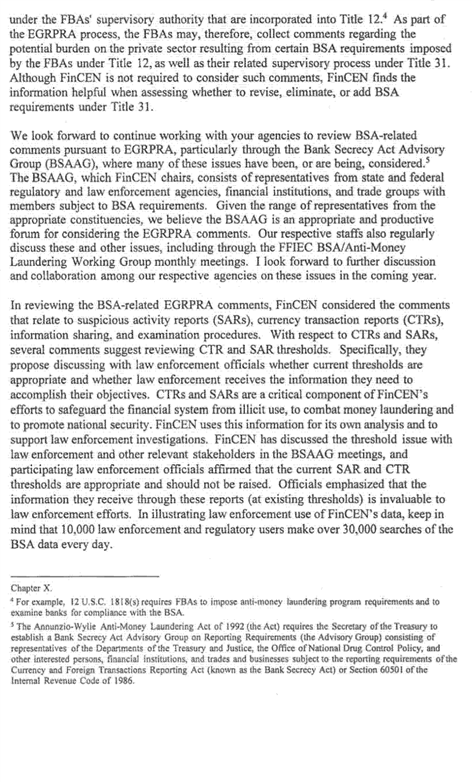 under the FBAs' supervisory authority that are incorporated into Title 12.4 As part of
the EGRPRA process, the FBAs may, therefore, collect comments regarding the
potential burden on the private sector resulting from certain BSA requirements imposed
by the FBAs under Title 12, as well as their related supervisory process under Title 31.
Although FinCEN is not required to consider such comments, FinCEN finds the
information helpful when assessing whether to revise, eliminate, or add BSA
requirements under Title 31.
We look forward to continue working with your agencies to review BSA-related
comments pursuant to EGRPRA, particularly through the Bank Secrecy Act Advisory
Group (BSAAG), where many of these issues have been, or are being, considered.5
The BSAAG, which FinCEN chairs, consists of representatives from state and federal
regulatory and law enforcement agencies, financial institutions, and trade groups with
members subject to BSA requirements. Given the range of representatives from the
appropriate constituencies, we believe the BSAAG is an appropriate and productive
forum for considering the EGRPRA comments. Our respective staffs also regularly
discuss these and other issues, including through the FFIEC BSA/Anti-Money
Laundering Working Group monthly meetings. I look forward to further discussion
and collaboration among our respective agencies on these issues in the coming year.
In reviewing the BSA-related EGRPRA comments, FinCEN considered the comments
that relate to suspicious activity reports (SARs), currency transaction reports (CTRs),
information sharing, and examination procedures. With respect to CTRs and SARs,
several comments suggest reviewing CTR and SAR thresholds. Specifically, they
propose discussing with law enforcement officials whether current thresholds are
appropriate and whether law enforcement receives the information they need to
accomplish their objectives. CTRs and SARs are a critical component of FinCEN's
efforts to safeguard the financial system from illicit use, to combat money laundering and
to promote national security. FinCEN uses this information for its own analysis and to
support law enforcement investigations. FinCEN has discussed the threshold issue with
law enforcement and other relevant stakeholders in the BSAAG meetings, and
participating law enforcement officials affirmed that the current SAR and CTR
thresholds are appropriate and should not be raised. Officials emphasized that the
information they receive through these reports (at existing thresholds) is invaluable to
law enforcement efforts. In illustrating law enforcement use of FinCEN's data, keep in
mind that 10,000 law enforcement and regulatory users make over 30,000 searches of the
BSA data every day.
Chapter X.
4 For example, 12 U.S.C. 1818(s) requires FBAs to impose anti-money laundering program requirements and to
examine banks for compliance with the BSA.
5 The Annunzio-Wylie Anti-Money Laundering Act of 1992 (the Act) requires the Secretary of the Treasury to
establish a Bank Secrecy Act Advisory Group on Reporting Requirements (the Advisory Group) consisting of
representatives of the Departments of the Treasury and Justice, the Office of National Drug Control Policy, and
other interested persons, financial institutions, and trades and businesses subject to the reporting requirements of the
Currency and Foreign Transactions Reporting Act (known as the Bank Secrecy Act) or Section 6050I of the
Internal Revenue Code of 1986.